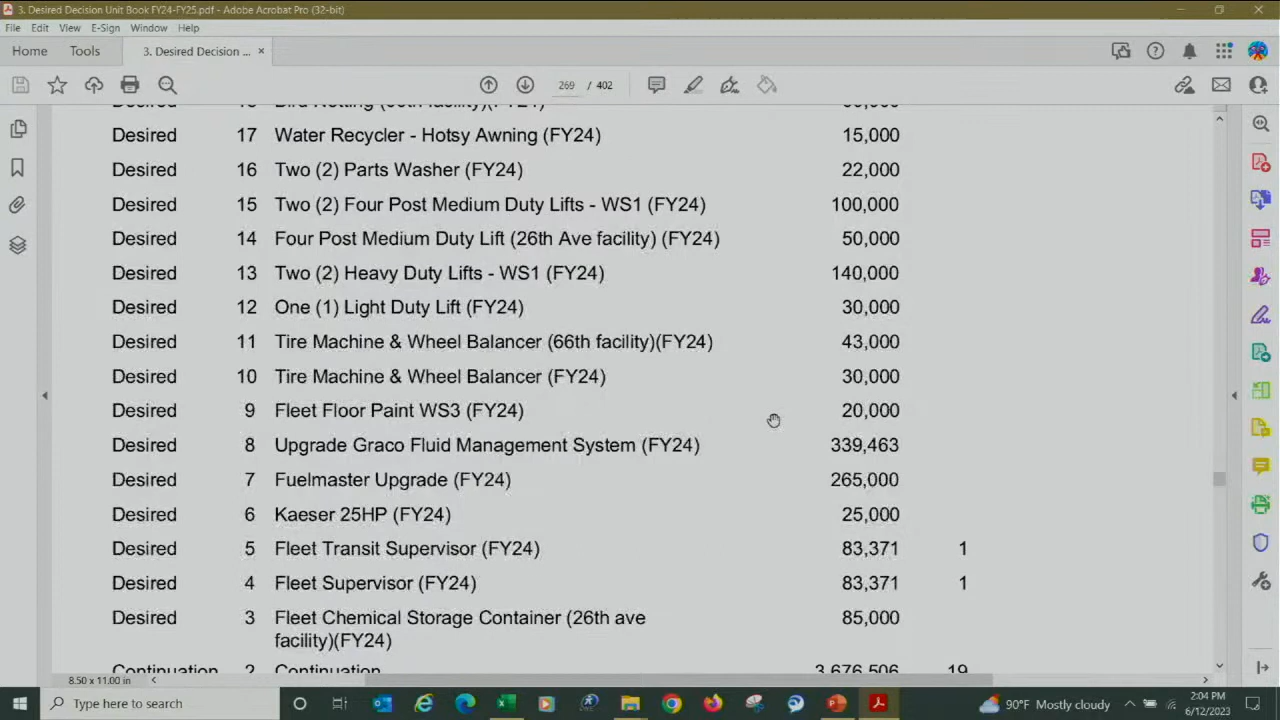 3. Desired Decision Unit Book FY24-FY25.pdf - Adobe Acrobat Pro (32-bit)
File Edit View E-Sign Window Help
Home Tools 3. Desired Decision ... ×
269 / 402
Desired 17 Water Recycler - Hotsy Awning (FY24) 15,000
Desired 16 Two (2) Parts Washer (FY24) 22,000
Desired 15 Two (2) Four Post Medium Duty Lifts - WS1 (FY24) 100,000
Desired 14 Four Post Medium Duty Lift (26th Ave facility) (FY24) 50,000
Desired 13 Two (2) Heavy Duty Lifts - WS1 (FY24) 140,000
Desired 12 One (1) Light Duty Lift (FY24) 30,000
Desired 11 Tire Machine & Wheel Balancer (66th facility)(FY24) 43,000
Desired 10 Tire Machine & Wheel Balancer (FY24) 30,000
Desired 9 Fleet Floor Paint WS3 (FY24) 20,000
Desired 8 Upgrade Graco Fluid Management System (FY24) 339,463
Desired 7 Fuelmaster Upgrade (FY24) 265,000
Desired 6 Kaeser 25HP (FY24) 25,000
Desired 5 Fleet Transit Supervisor (FY24) 83,371 1
Desired 4 Fleet Supervisor (FY24) 83,371 1
Desired 3 Fleet Chemical Storage Container (26th ave 85,000
facility)(FY24)
Continuation 2 Continuation 3,676,506 19
8.50 x 11.00 in
Type here to search
90°F Mostly cloudy
2:04 PM
6/12/2023